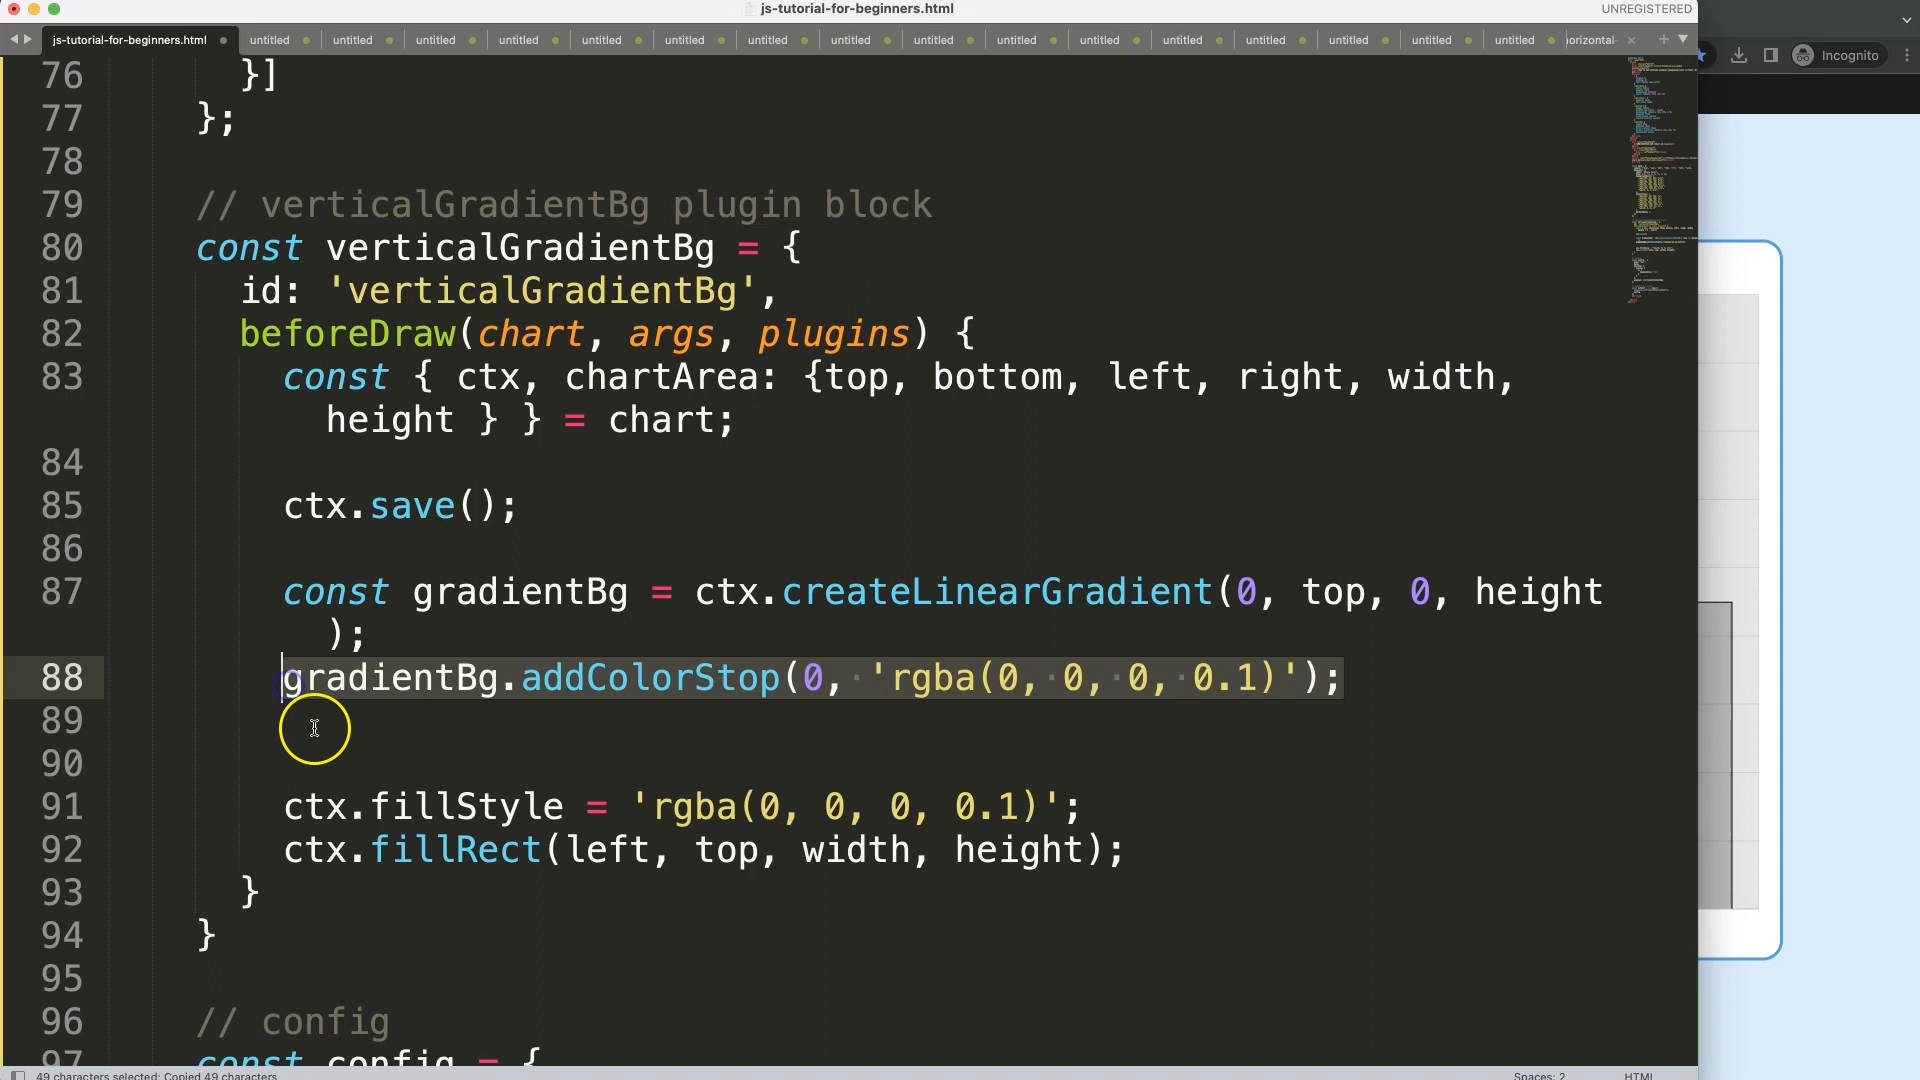 js-tutorial-for-beginners.html
UNREGISTERED
js-tutorial-for-beginners.html untitled untitled untitled untitled untitled untitled untitled untitled untitled untitled untitled untitled untitled untitled untitled untitled orizontal-
Incognito
76 }]
77 };
78
79 // verticalGradientBg plugin block
80 const verticalGradientBg = {
81 id: 'verticalGradientBg',
82 beforeDraw(chart, args, plugins) {
83 const { ctx, chartArea: {top, bottom, left, right, width,
height } } = chart;
84
85 ctx.save();
86
87 const gradientBg = ctx.createLinearGradient(0, top, 0, height
);
88 gradientBg.addColorStop(0, 'rgba(0, 0, 0, 0.1)');
89
90
91 ctx.fillStyle = 'rgba(0, 0, 0, 0.1)';
92 ctx.fillRect(left, top, width, height);
93 }
94 }
95
96 // config
97 const config = {
49 characters selected; Copied 49 characters
Spaces: 2
HTML